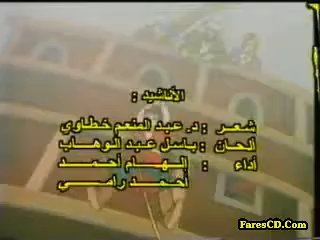 الأناشيد :
شعر : د. عبد المنعم خطاوي
ألحان : باسل عبد الوهاب
أداء : إلهام أحمد
أحمد رامي
FaresCD.Com